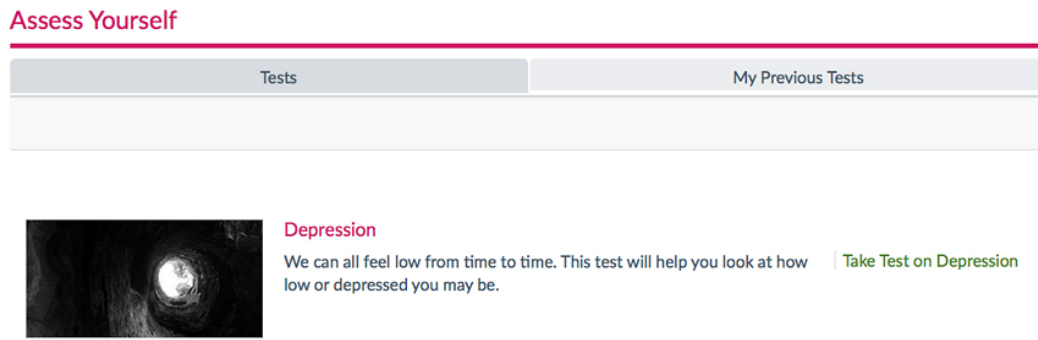 Assess Yourself
Tests
My Previous Tests
Depression
We can all feel low from time to time. This test will help you look at how
low or depressed you may be.
Take Test on Depression